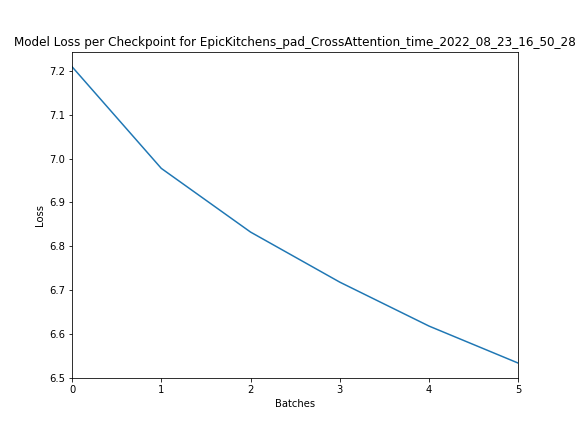 Model Loss per Checkpoint for EpicKitchens_pad_CrossAttention_time_2022_08_23_16_50_28
7.2
7.1
7.0
6.9
6.8
6.7
6.6
6.5
Loss
0 1 2 3 4 5
Batches